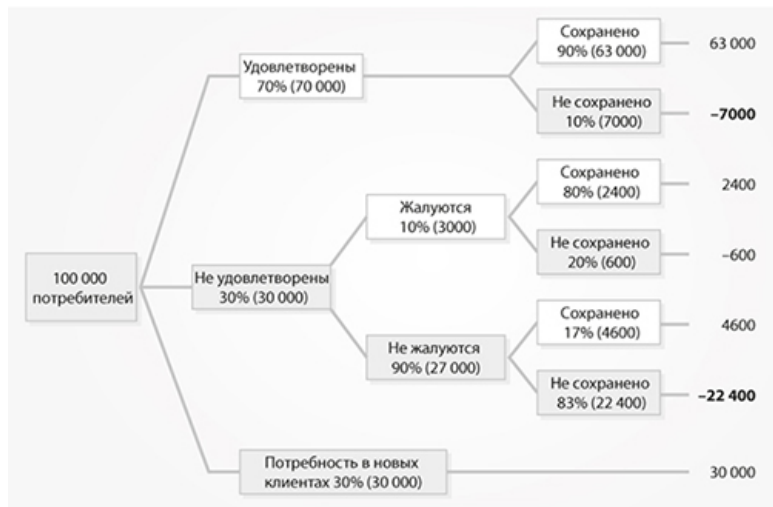 Сохранено
90% (63 000)
63 000
Удовлетворены
70% (70 000)
Не сохранено
10% (7000)
–7000
Сохранено
80% (2400)
2400
Жалуются
10% (3000)
Не сохранено
20% (600)
–600
100 000
потребителей
Не удовлетворены
30% (30 000)
Сохранено
17% (4600)
4600
Не жалуются
90% (27 000)
Не сохранено
83% (22 400)
–22 400
Потребность в новых
клиентах 30% (30 000)
30 000